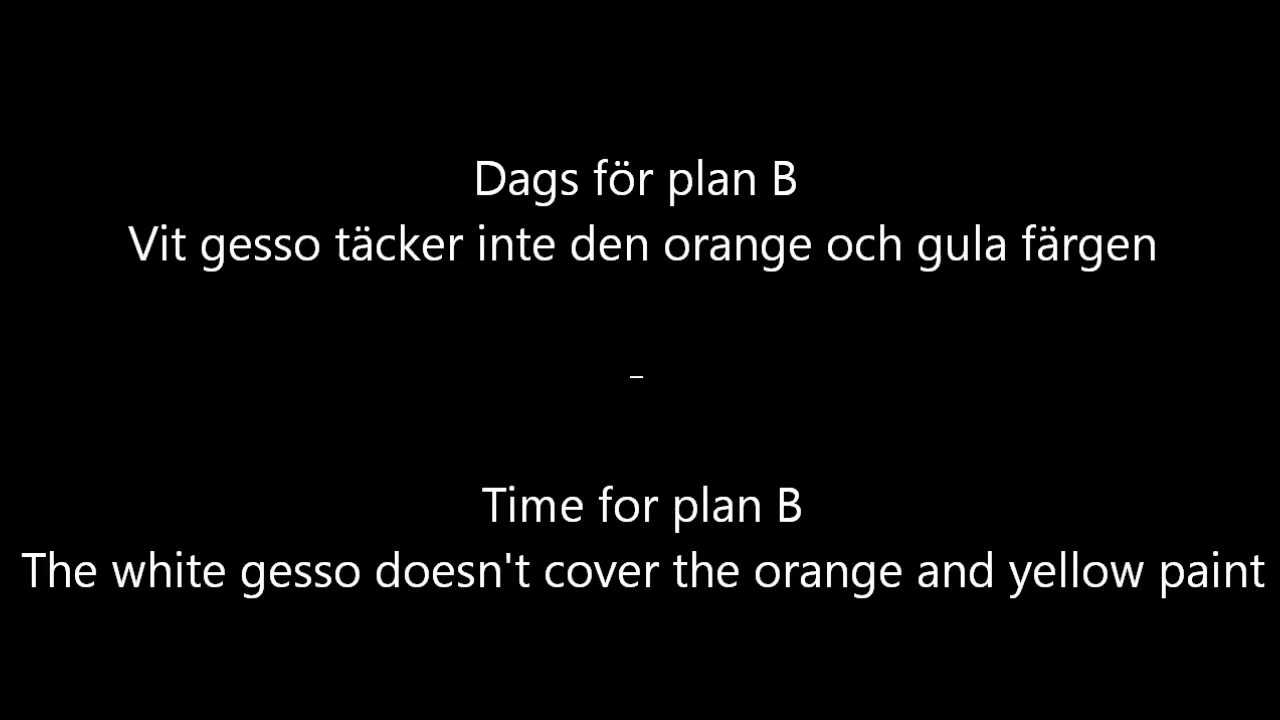 Dags för plan B
Vit gesso täcker inte den orange och gula färgen
–
Time for plan B
The white gesso doesn't cover the orange and yellow paint